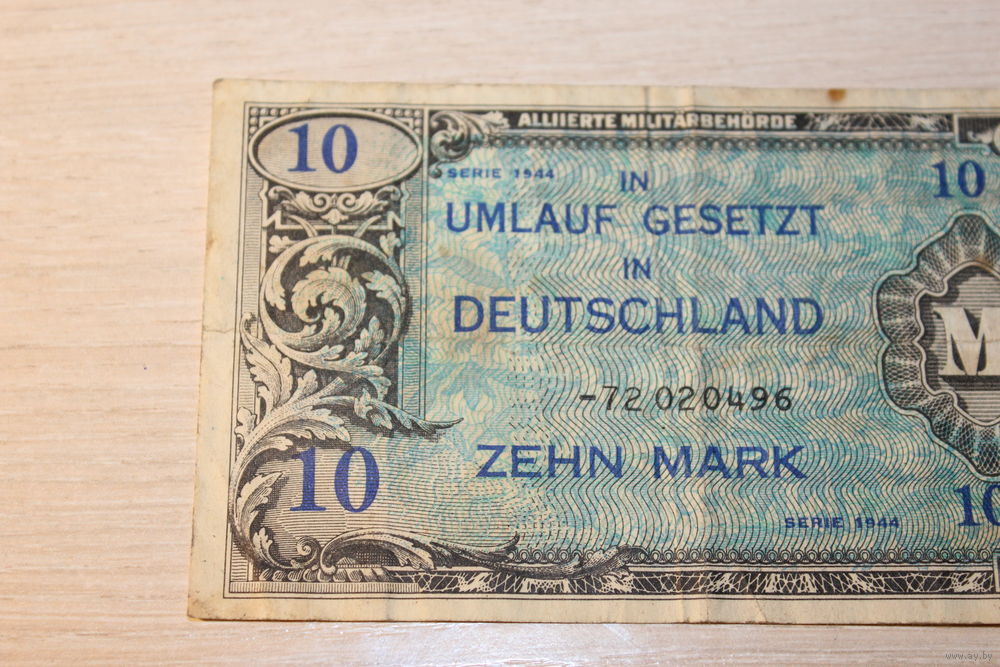 ALLIIERTE MILITÄRBEHÖRDE
10
SERIE 1944
IN
10
UMLAUF GESETZT
IN
DEUTSCHLAND
M
-72 020496
ZEHN MARK
10
SERIE 1944
10
www.ay.by